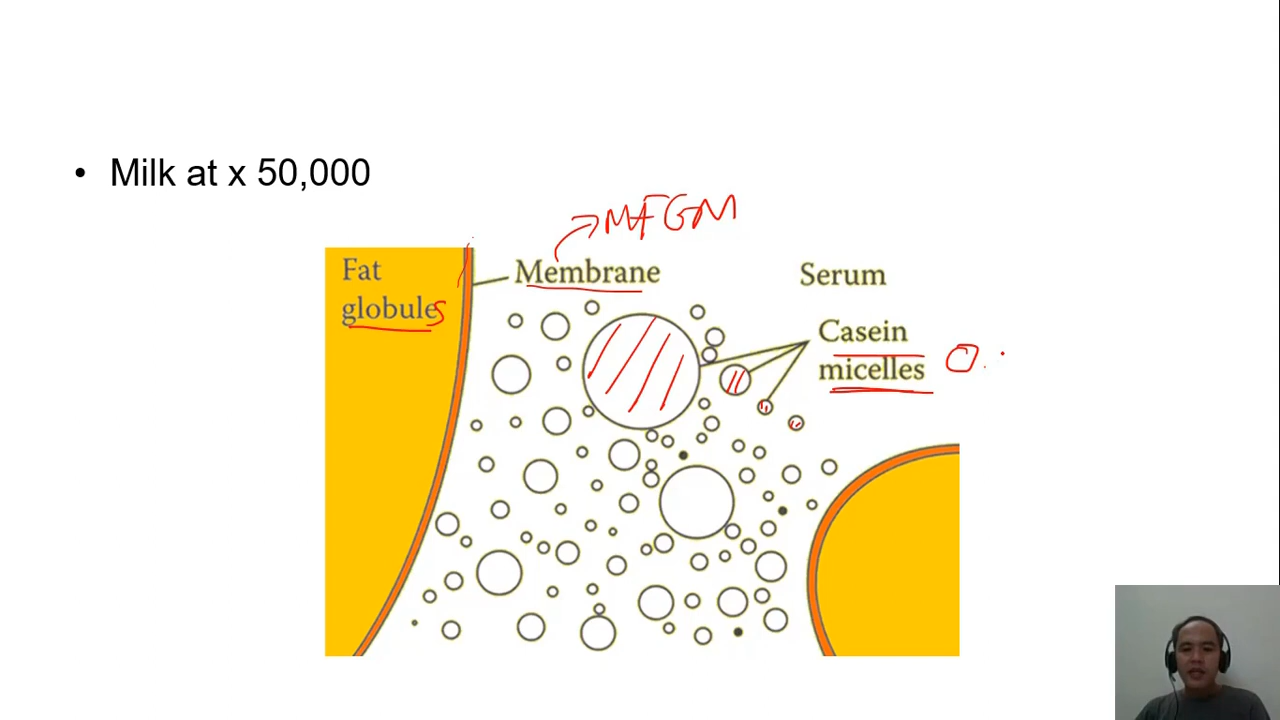 • Milk at x 50,000
MFGM
Fat
globules
Membrane
Serum
Casein
micelles